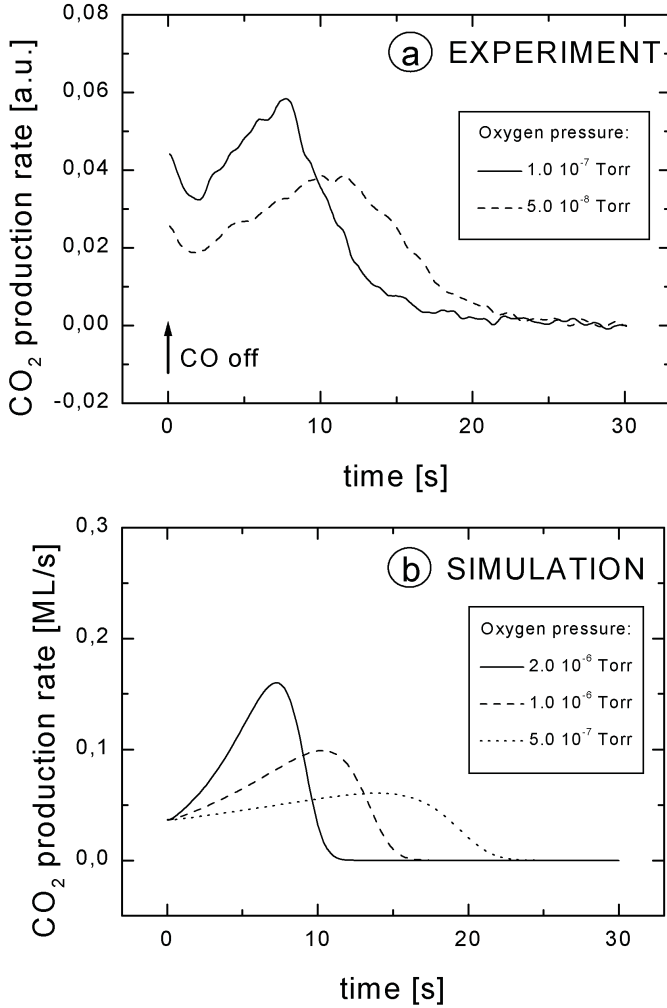 0,08
a EXPERIMENT
0,06
Oxygen pressure:
1.0 10⁻⁷ Torr
0,04
5.0 10⁻⁸ Torr
0,02
0,00
CO off
-0,02
CO₂ production rate [a.u.]
0 10 20 30
time [s]
0,3
b SIMULATION
Oxygen pressure:
0,2
2.0 10⁻⁶ Torr
1.0 10⁻⁶ Torr
0,1
5.0 10⁻⁷ Torr
0,0
CO₂ production rate [ML/s]
0 10 20 30
time [s]